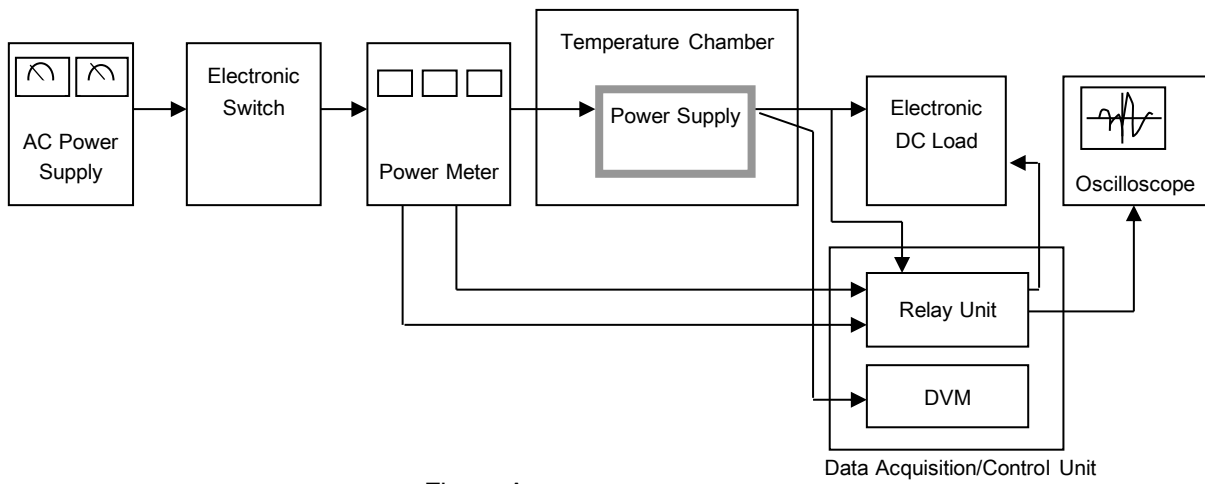 AC Power
Supply
Electronic
Switch
Power Meter
Temperature Chamber
Power Supply
Electronic
DC Load
Oscilloscope
Relay Unit
DVM
Data Acquisition/Control Unit